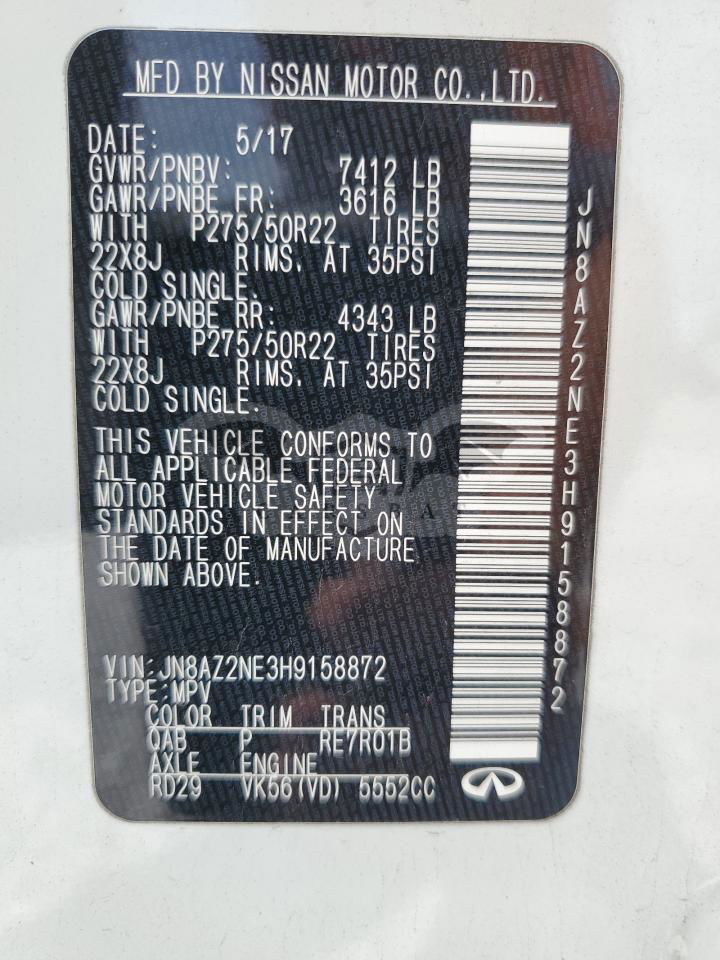 MFD BY NISSAN MOTOR CO.,LTD.
DATE: 5/17
GVWR/PNBV: 7412 LB
GAWR/PNBE FR: 3616 LB
WITH P275/50R22 TIRES
22X8J RIMS, AT 35PSI
COLD SINGLE.
GAWR/PNBE RR: 4343 LB
WITH P275/50R22 TIRES
22X8J RIMS, AT 35PSI
COLD SINGLE.
THIS VEHICLE CONFORMS TO
ALL APPLICABLE FEDERAL
MOTOR VEHICLE SAFETY
STANDARDS IN EFFECT ON
THE DATE OF MANUFACTURE
SHOWN ABOVE.
VIN:JN8AZ2NE3H9158872
TYPE:MPV
COLOR TRIM TRANS
QAB P RE7R01B
AXLE ENGINE
RD29 VK56(VD) 5552CC
JN8AZ2NE3H9158872